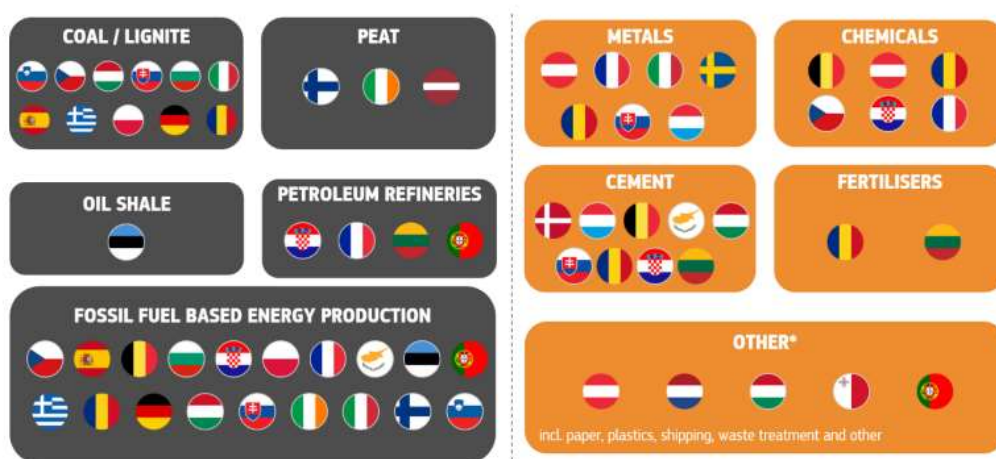 COAL / LIGNITE
PEAT
OIL SHALE
PETROLEUM REFINERIES
FOSSIL FUEL BASED ENERGY PRODUCTION
METALS
CHEMICALS
CEMENT
FERTILISERS
OTHER*
incl. paper, plastics, shipping, waste treatment and other